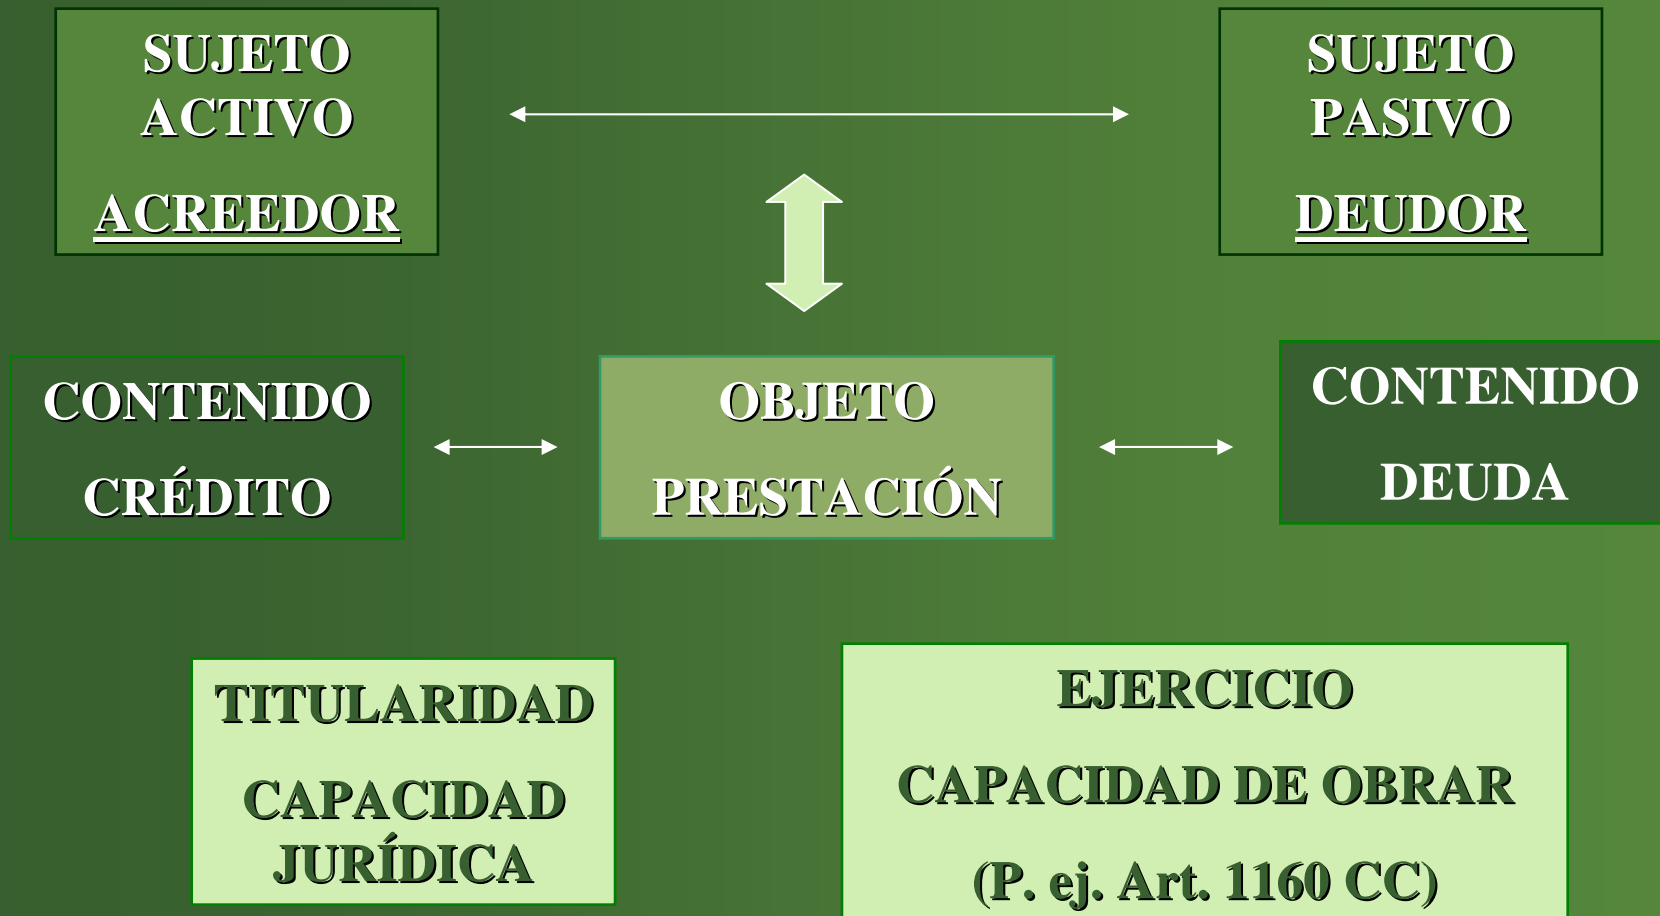 SUJETO
ACTIVO
ACREEDOR
SUJETO
PASIVO
DEUDOR
CONTENIDO
CRÉDITO
OBJETO
PRESTACIÓN
CONTENIDO
DEUDA
TITULARIDAD
CAPACIDAD
JURÍDICA
EJERCICIO
CAPACIDAD DE OBRAR
(P. ej. Art. 1160 CC)